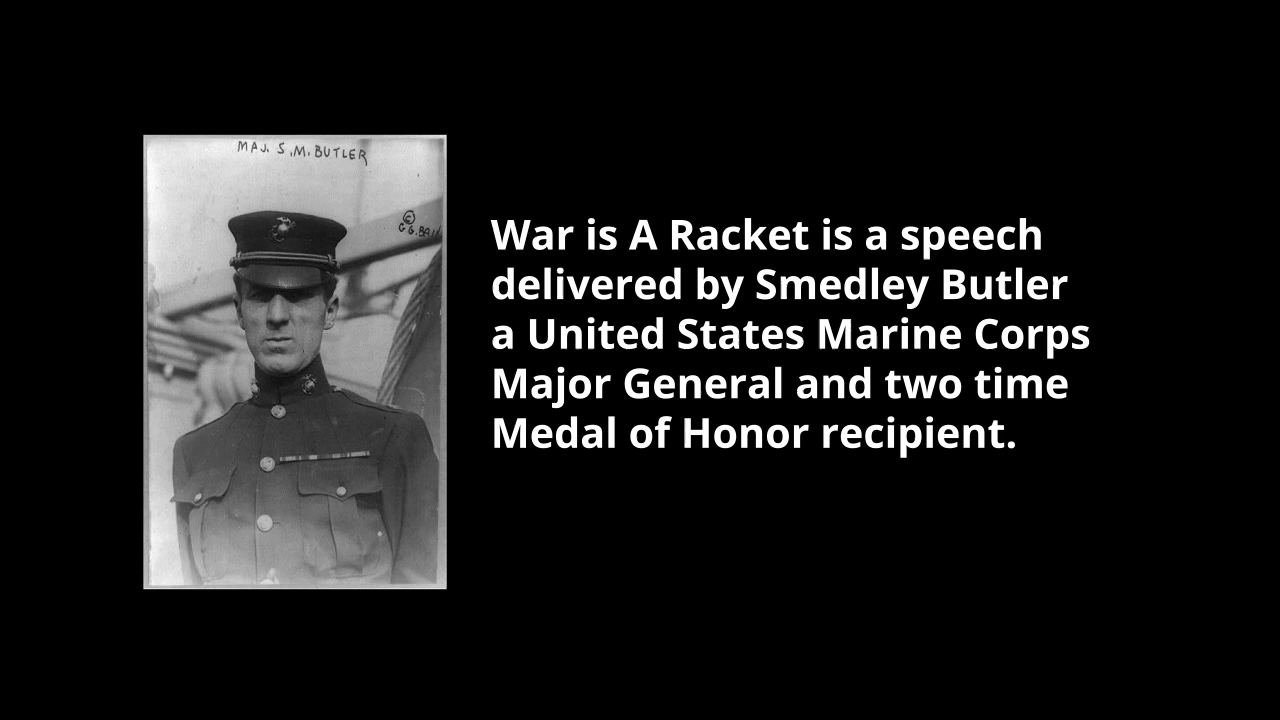 MAJ. S.M. BUTLER
©
War is A Racket is a speech
delivered by Smedley Butler
a United States Marine Corps
Major General and two time
Medal of Honor recipient.